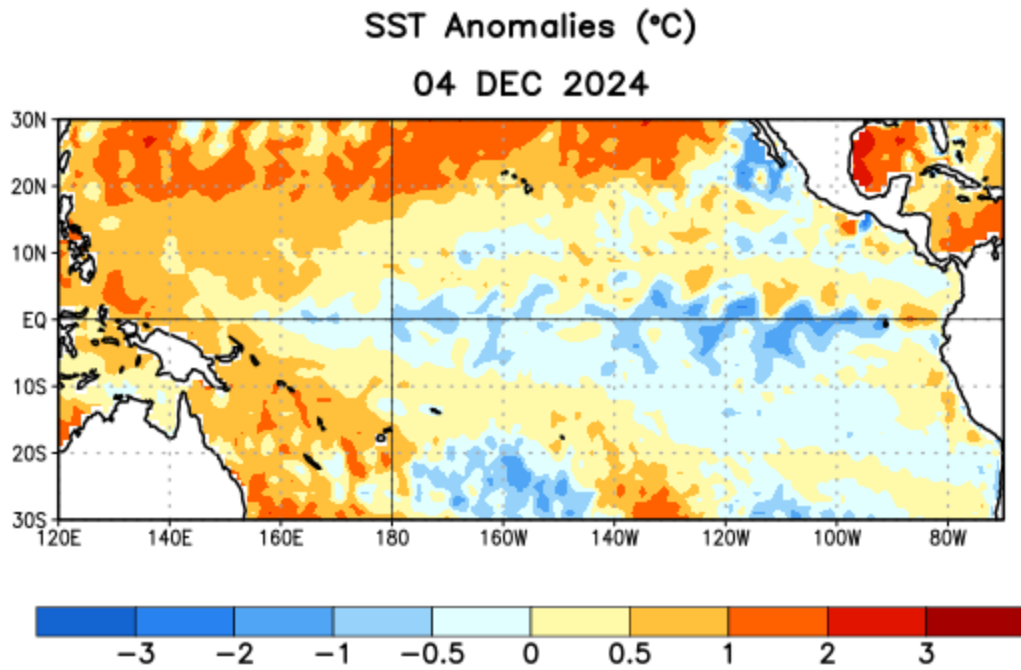 SST Anomalies (°C)
04 DEC 2024
30N
20N
10N
EQ
10S
20S
30S
120E 140E 160E 180 160W 140W 120W 100W 80W
−3 −2 −1 −0.5 0 0.5 1 2 3